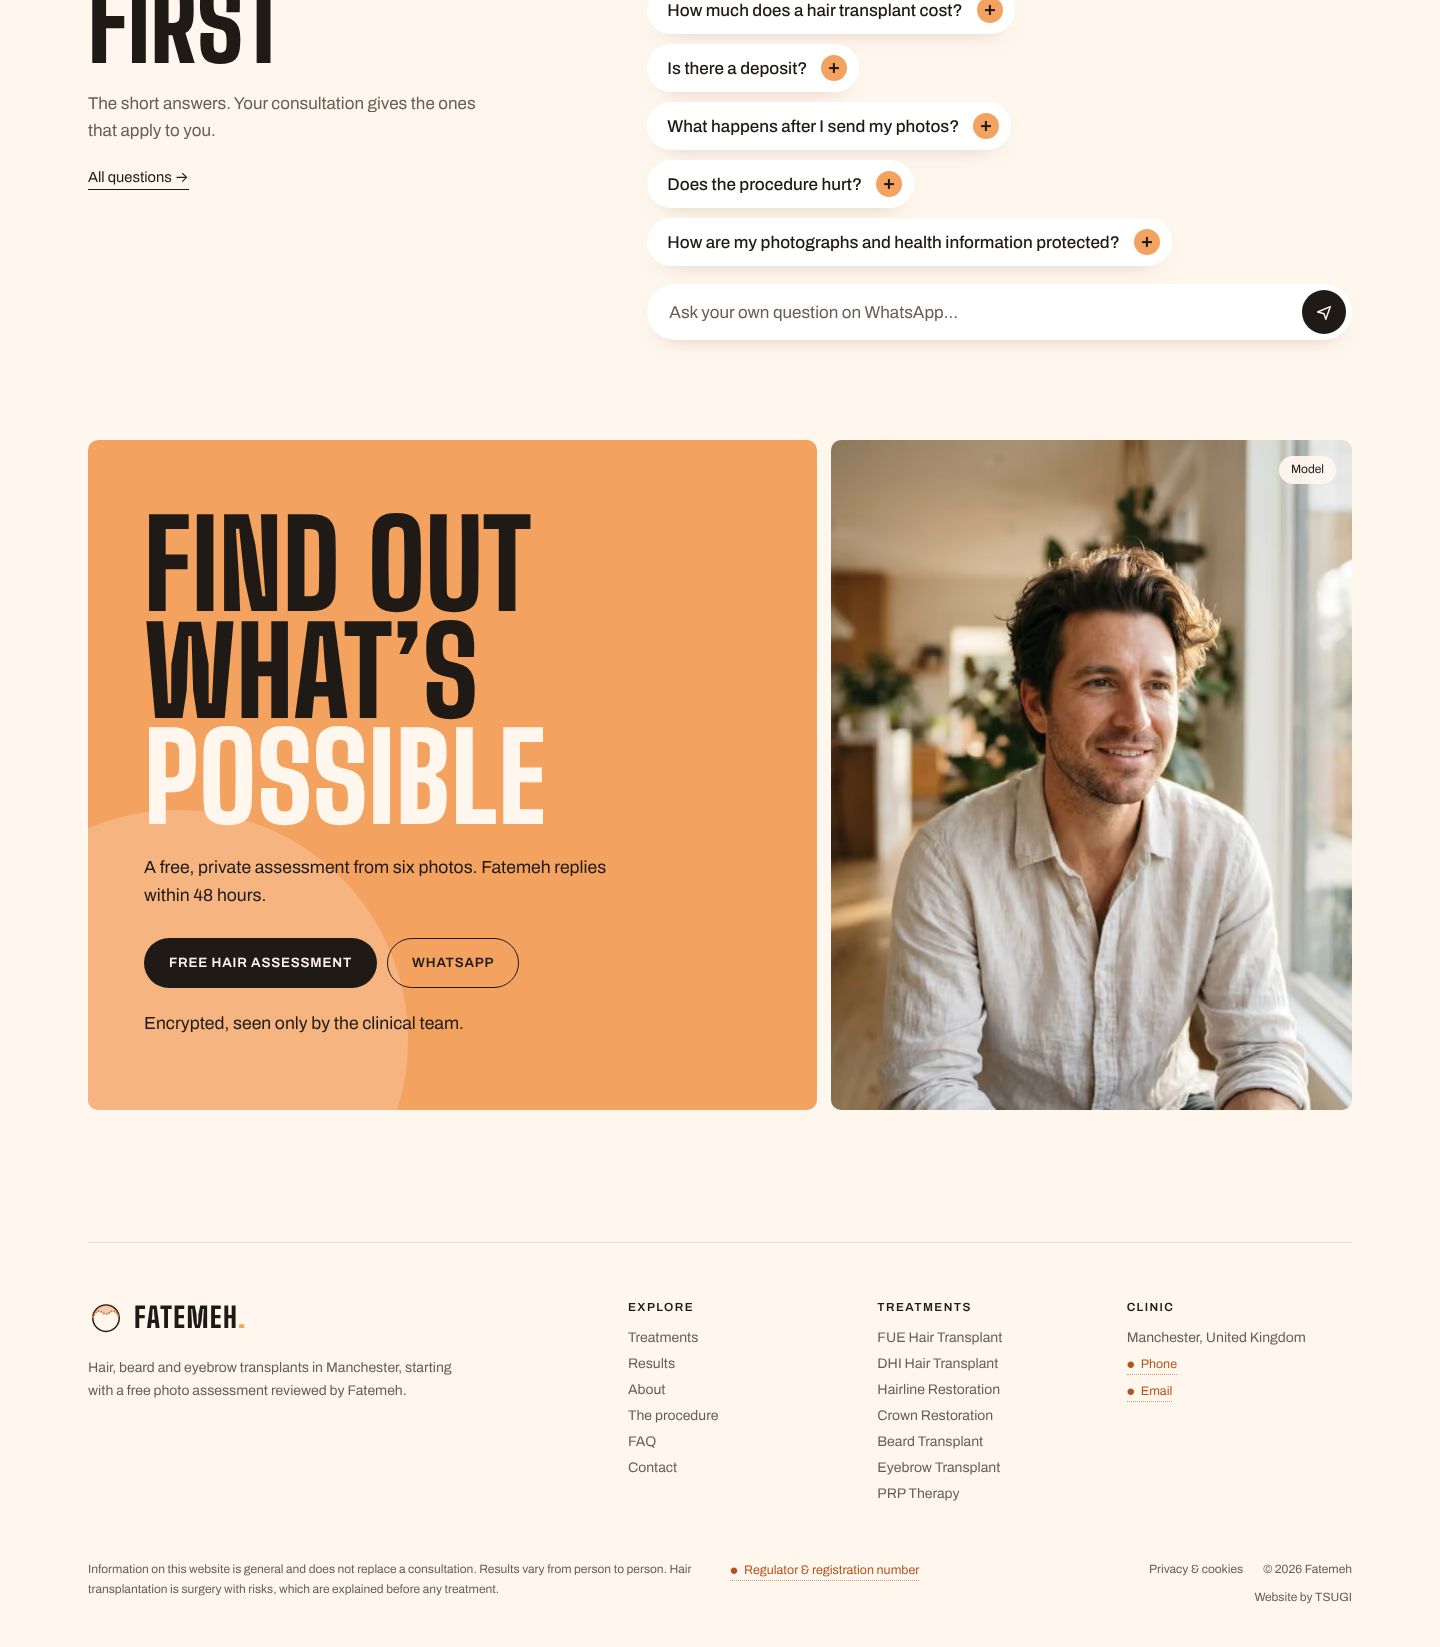 FIRST
The short answers. Your consultation gives the ones
that apply to you.
All questions →
How much does a hair transplant cost?
Is there a deposit?
What happens after I send my photos?
Does the procedure hurt?
How are my photographs and health information protected?
Ask your own question on WhatsApp...
FIND OUT
WHAT’S
POSSIBLE
A free, private assessment from six photos. Fatemeh replies
within 48 hours.
FREE HAIR ASSESSMENT
WHATSAPP
Encrypted, seen only by the clinical team.
Model
FATEMEH.
Hair, beard and eyebrow transplants in Manchester, starting
with a free photo assessment reviewed by Fatemeh.
EXPLORE
Treatments
Results
About
The procedure
FAQ
Contact
TREATMENTS
FUE Hair Transplant
DHI Hair Transplant
Hairline Restoration
Crown Restoration
Beard Transplant
Eyebrow Transplant
PRP Therapy
CLINIC
Manchester, United Kingdom
Phone
Email
Information on this website is general and does not replace a consultation. Results vary from person to person. Hair
transplantation is surgery with risks, which are explained before any treatment.
Regulator & registration number
Privacy & cookies
© 2026 Fatemeh
Website by TSUGI